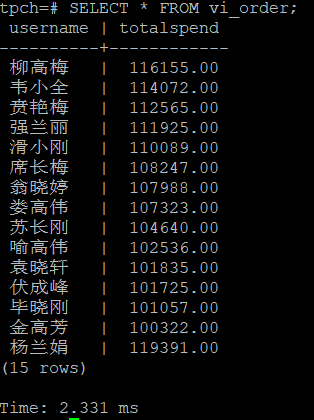 tpch=# SELECT * FROM vi_order;
username | totalspend
----------+------------
柳高梅 | 116155.00
韦小全 | 114072.00
贲艳梅 | 112565.00
强兰丽 | 111925.00
滑小刚 | 110089.00
席长梅 | 108247.00
翁晓婷 | 107988.00
娄高伟 | 107323.00
苏长刚 | 104640.00
喻高伟 | 102536.00
袁晓轩 | 101835.00
伏成峰 | 101725.00
毕晓刚 | 101057.00
金高芳 | 100322.00
杨兰娟 | 119391.00
(15 rows)
Time: 2.331 ms